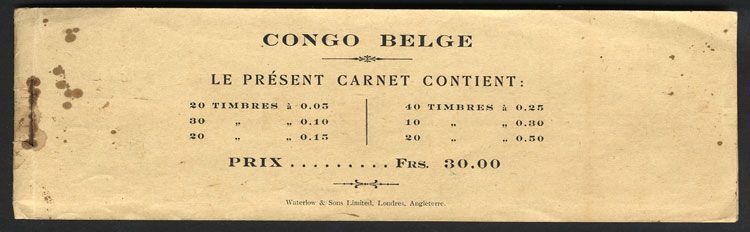 CONGO BELGE
LE PRÉSENT CARNET CONTIENT:
20 TIMBRES à 0.05 40 TIMBRES à 0.25
30 „ „ 0.10 10 „ „ 0.30
20 „ „ 0.15 20 „ „ 0.50
PRIX ......... FRS. 30.00
Waterlow & Sons Limited, Londres, Angleterre.